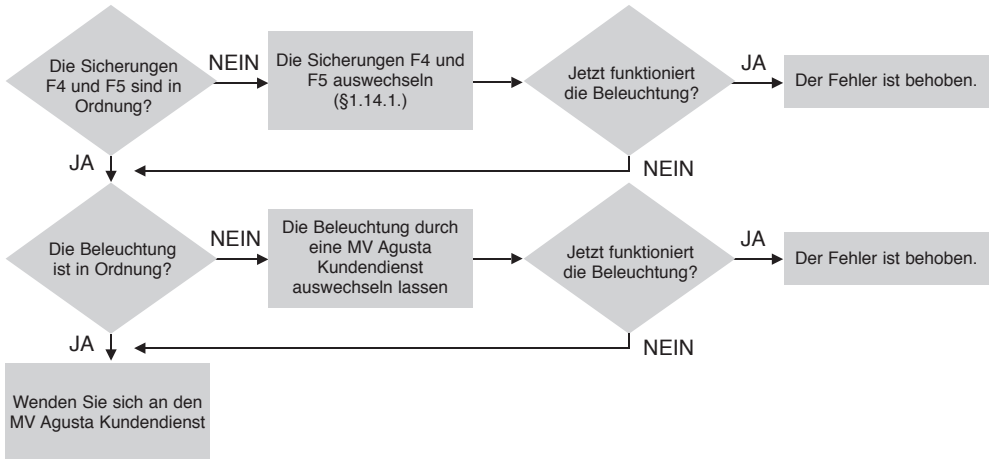 Die Sicherungen
F4 und F5 sind in
Ordnung?
NEIN
Die Sicherungen F4 und
F5 auswechseln
(§1.14.1.)
Jetzt funktioniert
die Beleuchtung?
JA
Der Fehler ist behoben.
JA
NEIN
Die Beleuchtung
ist in Ordnung?
NEIN
Die Beleuchtung durch
eine MV Agusta
Kundendienst
auswechseln lassen
Jetzt funktioniert
die Beleuchtung?
JA
Der Fehler ist behoben.
JA
NEIN
Wenden Sie sich an den
MV Agusta Kundendienst